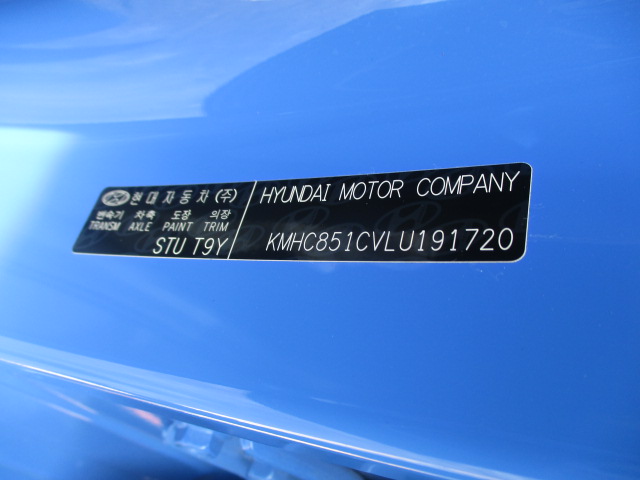 현대자동차(주)
변속기 차축 도장 의장
TRANSM AXLE PAINT TRIM
STU T9Y
HYUNDAI MOTOR COMPANY
KMHC851CVLU191720